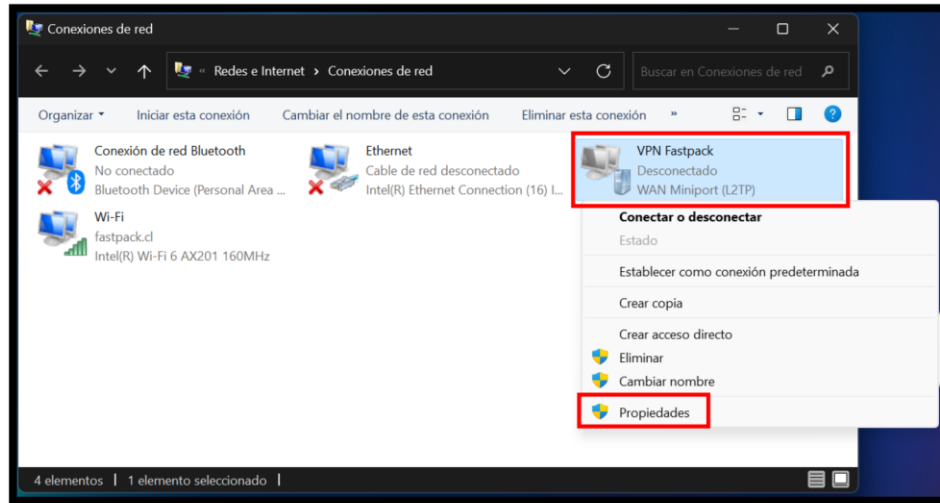 Conexiones de red
« Redes e Internet > Conexiones de red
Buscar en Conexiones de red
Organizar
Iniciar esta conexión
Cambiar el nombre de esta conexión
Eliminar esta conexión
»
Conexión de red Bluetooth
No conectado
Bluetooth Device (Personal Area ...
Ethernet
Cable de red desconectado
Intel(R) Ethernet Connection (16) I...
VPN Fastpack
Desconectado
WAN Miniport (L2TP)
Wi-Fi
fastpack.cl
Intel(R) Wi-Fi 6 AX201 160MHz
Conectar o desconectar
Estado
Establecer como conexión predeterminada
Crear copia
Crear acceso directo
Eliminar
Cambiar nombre
Propiedades
4 elementos
1 elemento seleccionado